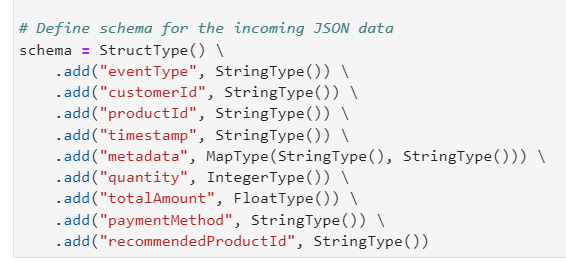 # Define schema for the incoming JSON data
schema = StructType() \
    .add("eventType", StringType()) \
    .add("customerId", StringType()) \
    .add("productId", StringType()) \
    .add("timestamp", StringType()) \
    .add("metadata", MapType(StringType(), StringType())) \
    .add("quantity", IntegerType()) \
    .add("totalAmount", FloatType()) \
    .add("paymentMethod", StringType()) \
    .add("recommendedProductId", StringType())